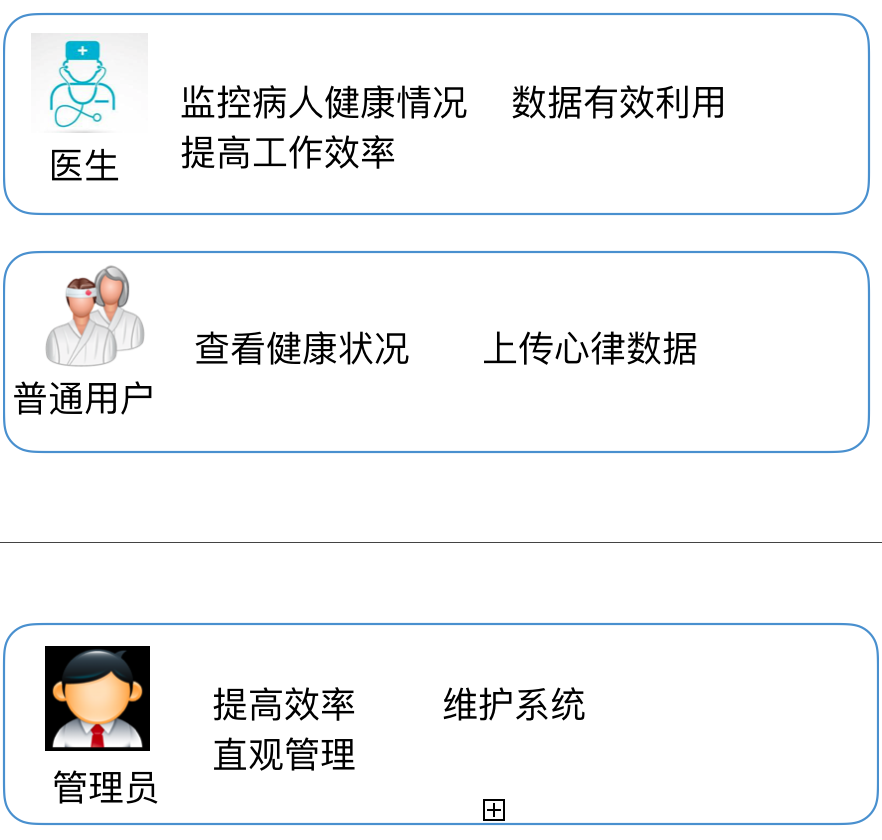 监控病人健康情况 数据有效利用
提高工作效率
医生
查看健康状况 上传心律数据
普通用户
提高效率 维护系统
直观管理
管理员